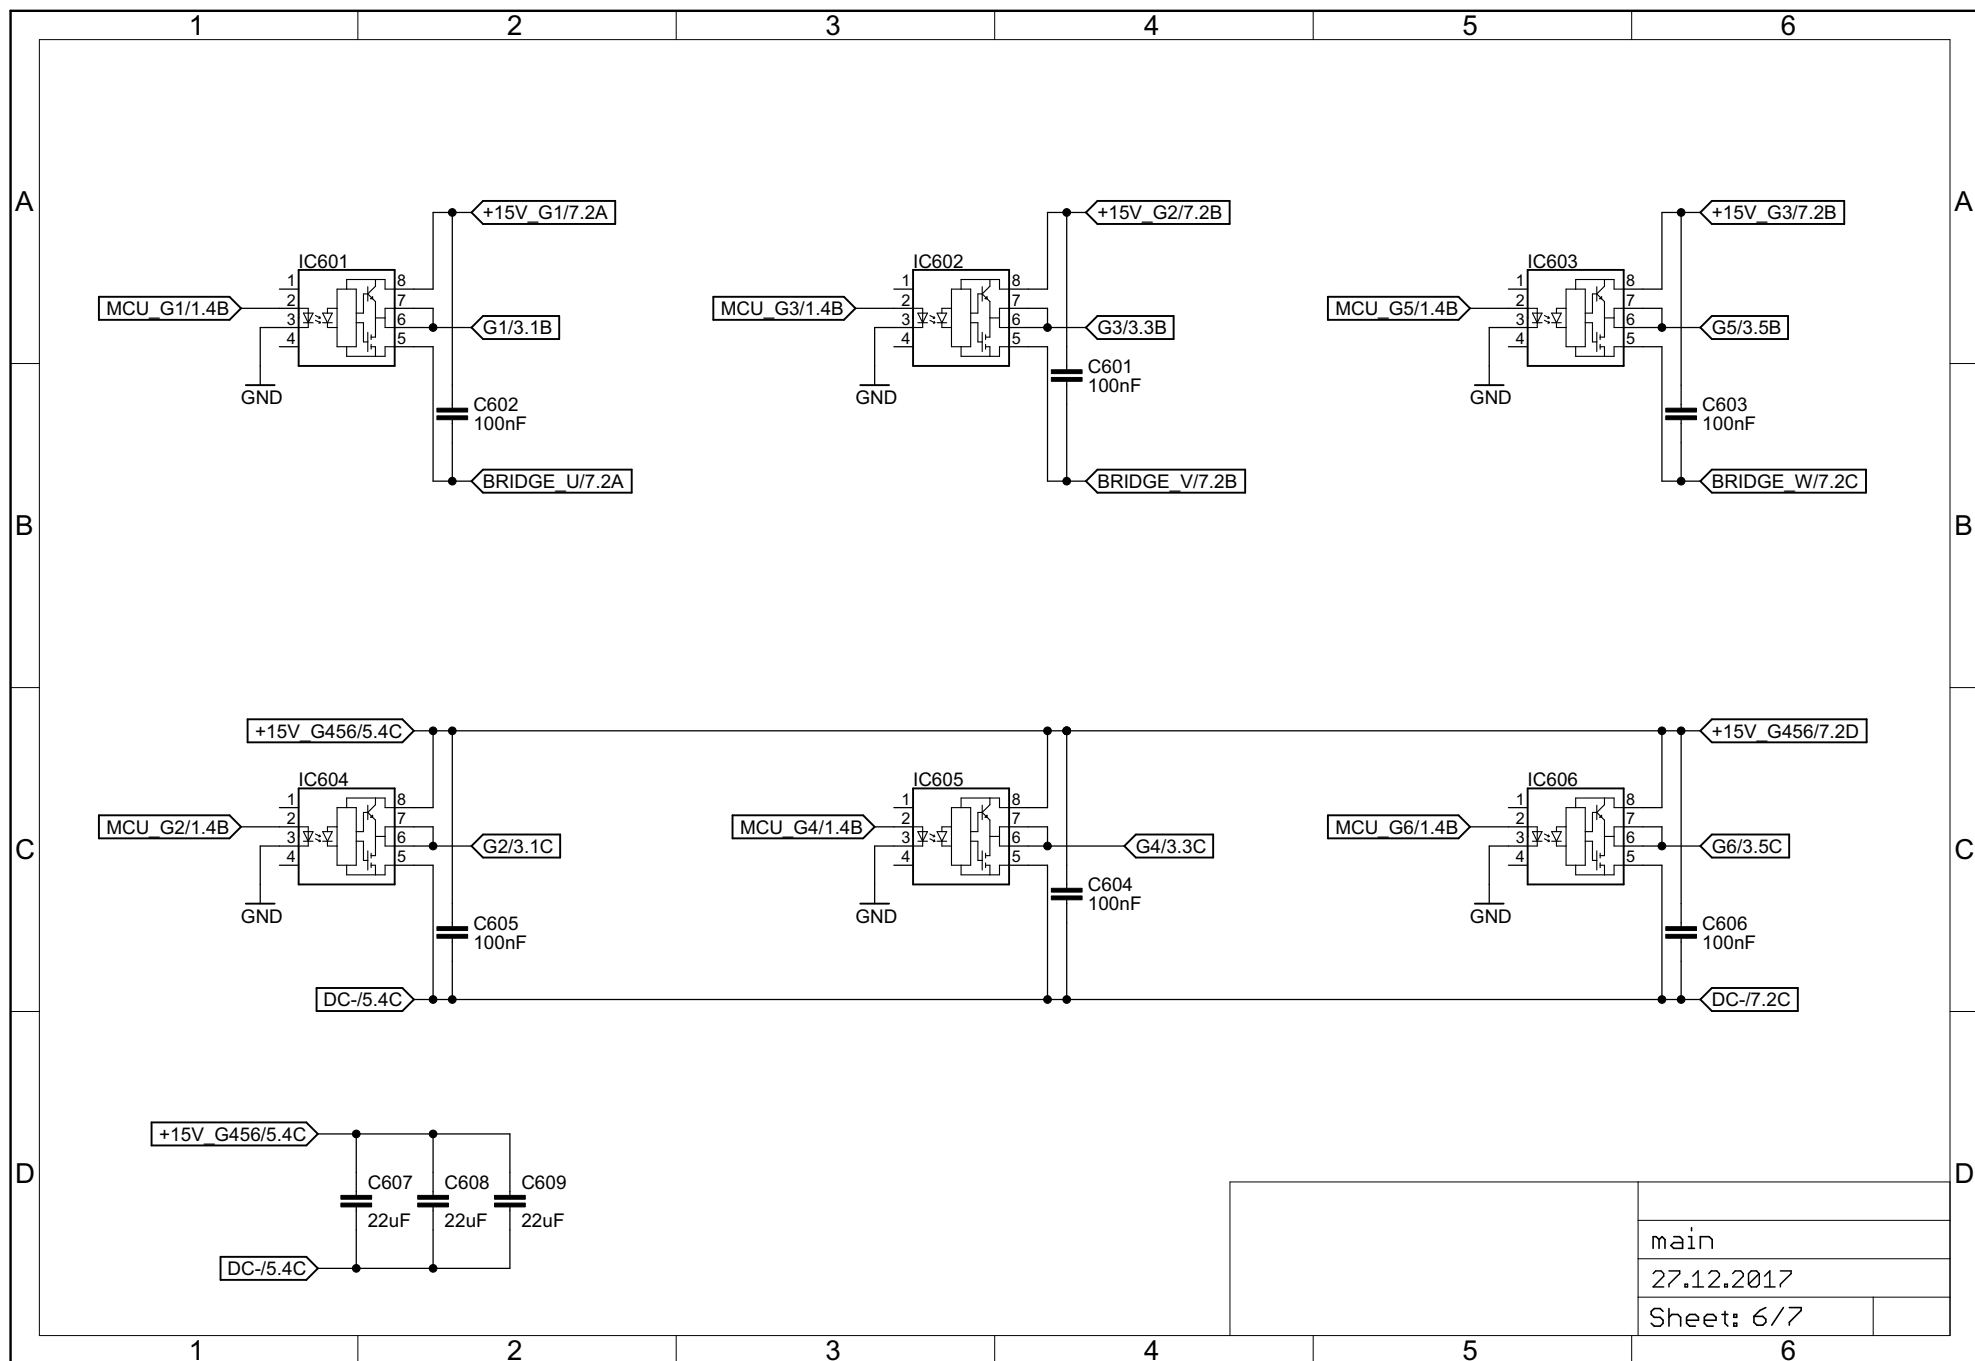 1 2 3 4 5 6
A A
+15V_G1/7.2A +15V_G2/7.2B +15V_G3/7.2B
IC601 IC602 IC603
1 8 1 8 1 8
MCU_G1/1.4B 2 7 MCU_G3/1.4B 2 7 MCU_G5/1.4B 2 7
3 6 G1/3.1B 3 6 G3/3.3B 3 6 G5/3.5B
4 5 4 5 4 5
C601
100nF
GND GND GND
C602 C603
100nF 100nF
BRIDGE_U/7.2A BRIDGE_V/7.2B BRIDGE_W/7.2C
B B
+15V_G456/5.4C +15V_G456/7.2D
IC604 IC605 IC606
1 8 1 8 1 8
MCU_G2/1.4B 2 7 MCU_G4/1.4B 2 7 MCU_G6/1.4B 2 7
C 3 6 G2/3.1C 3 6 G4/3.3C 3 6 G6/3.5C C
4 5 4 5 4 5
C604
100nF
GND GND GND
C605 C606
100nF 100nF
DC-/5.4C DC-/7.2C
+15V_G456/5.4C
D D
C607 C608 C609
22uF 22uF 22uF
DC-/5.4C
main
27.12.2017
Sheet: 6/7
1 2 3 4 5 6